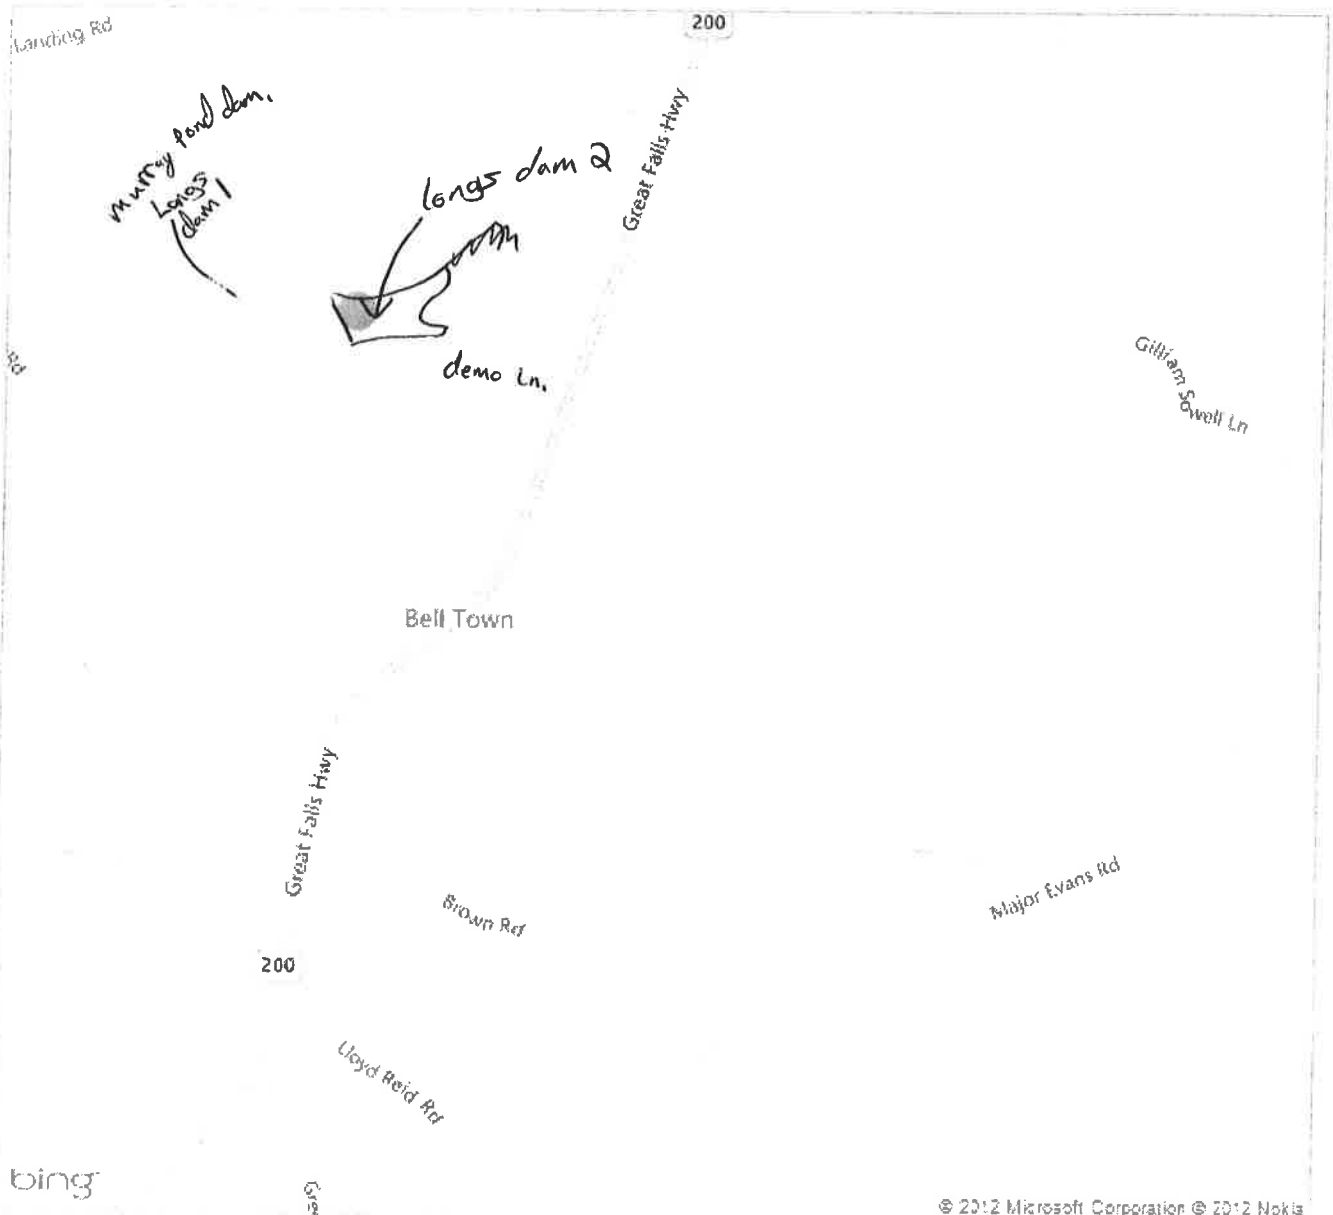 Landing Rd
200
Murray Pond dam.
Longs
dam 1
Longs dam 2
Great Falls Hwy
demo Ln.
Rd
Gilliam Sowell Ln
Bell Town
Great Falls Hwy
Brown Rd
Major Evans Rd
200
Lloyd Reid Rd
bing
Gre
© 2012 Microsoft Corporation © 2012 Nokia